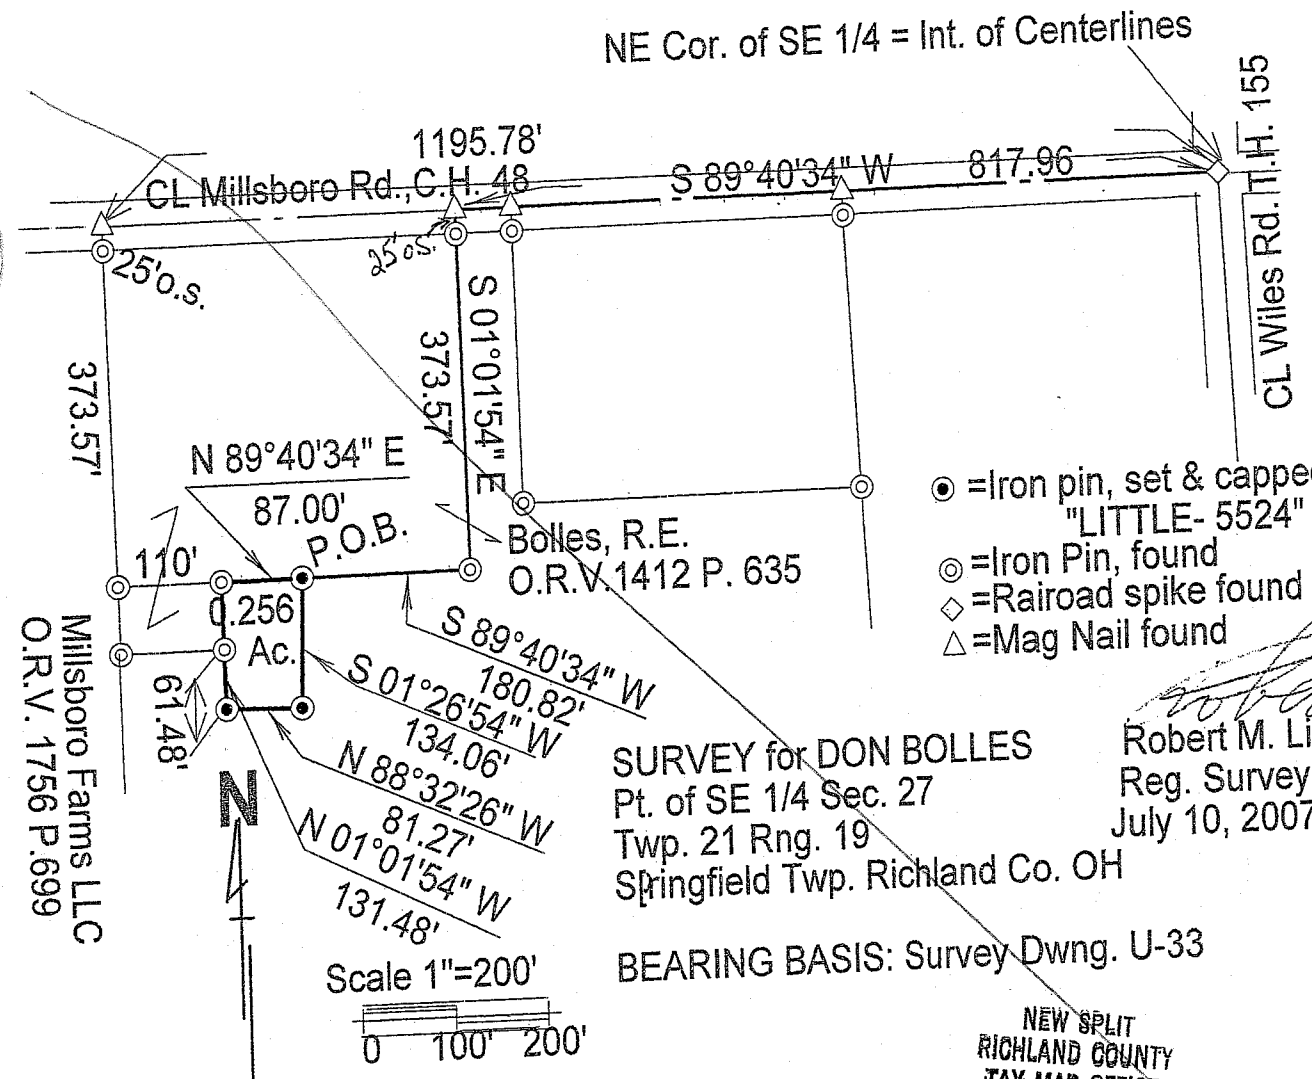 NE Cor. of SE 1/4 = Int. of Centerlines
1195.78'
CL Millsboro Rd.,C.H. 48
S 89°40'34" W
817.96
CL Wiles Rd. T.H. 155
25'o.s.
25'os.
S 01°01'54" E
373.57'
373.57'
N 89°40'34" E
87.00'
P.O.B.
110'
0.256
Ac.
Bolles, R.E.
O.R.V.1412 P. 635
=Iron pin, set & capped
"LITTLE- 5524"
=Iron Pin, found
=Rairoad spike found
=Mag Nail found
S 89°40'34" W
180.82'
S 01°26'54" W
134.06'
N 88°32'26" W
81.27'
N 01°01'54" W
131.48'
61.48'
Millsboro Farms LLC
O.R.V. 1756 P.699
N
SURVEY for DON BOLLES
Pt. of SE 1/4 Sec. 27
Twp. 21 Rng. 19
Springfield Twp. Richland Co. OH
Robert M. Li
Reg. Survey
July 10, 2007
BEARING BASIS: Survey Dwng. U-33
Scale 1"=200'
0 100' 200'
NEW SPLIT
RICHLAND COUNTY
TAX MAP